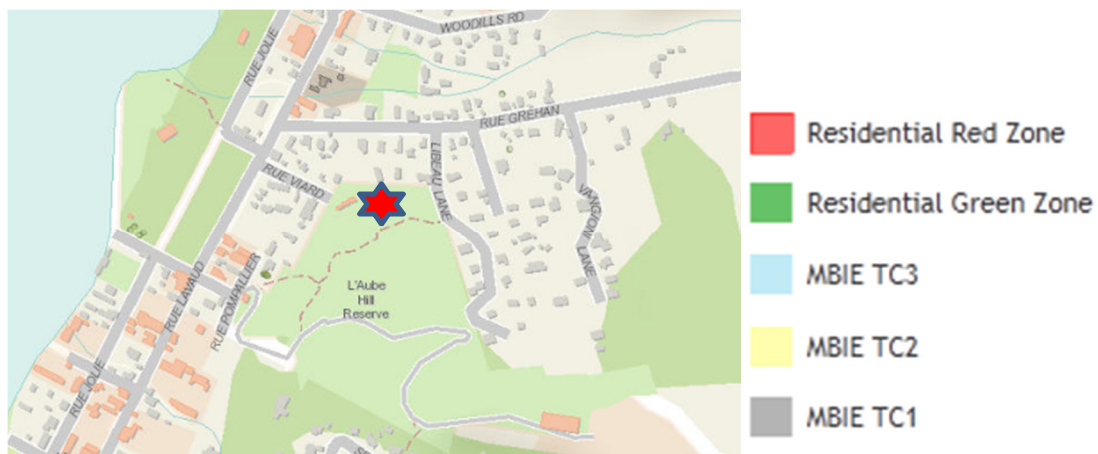 WOODILLS RD
RUE JOLIE
RUE GREHAN
LIBEAU LANE
RUE VIARD
VANGIONI LANE
L'Aube
Hill
Reserve
RUE LAVAUD
RUE POMPALLIER
RUE JOLIE
Residential Red Zone
Residential Green Zone
MBIE TC3
MBIE TC2
MBIE TC1